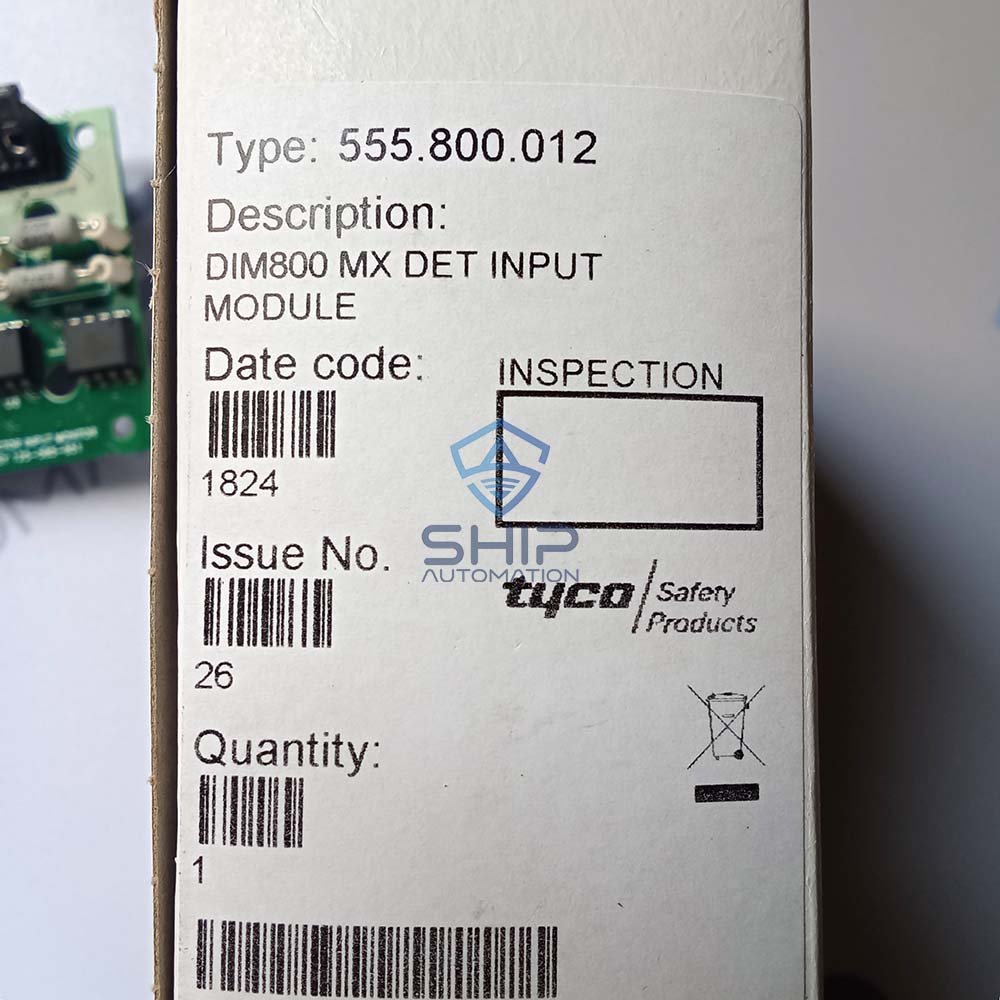 Type: 555.800.012
Description:
DIM800 MX DET INPUT
MODULE
Date code:
INSPECTION
1824
SHIP
AUTOMATION
Issue No.
tyco Safety
Products
26
Quantity:
1